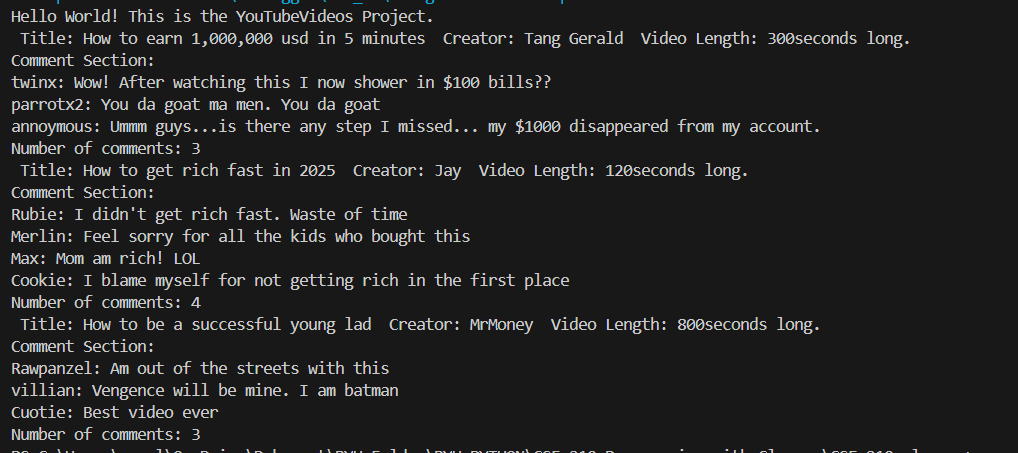 Hello World! This is the YouTubeVideos Project.
Title: How to earn 1,000,000 usd in 5 minutes  Creator: Tang Gerald  Video Length: 300seconds long.
Comment Section:
twinx: Wow! After watching this I now shower in $100 bills??
parrotx2: You da goat ma men. You da goat
annoymous: Ummm guys...is there any step I missed... my $1000 disappeared from my account.
Number of comments: 3
Title: How to get rich fast in 2025  Creator: Jay  Video Length: 120seconds long.
Comment Section:
Rubie: I didn't get rich fast. Waste of time
Merlin: Feel sorry for all the kids who bought this
Max: Mom am rich! LOL
Cookie: I blame myself for not getting rich in the first place
Number of comments: 4
Title: How to be a successful young lad  Creator: MrMoney  Video Length: 800seconds long.
Comment Section:
Rawpanzel: Am out of the streets with this
villian: Vengence will be mine. I am batman
Cuotie: Best video ever
Number of comments: 3